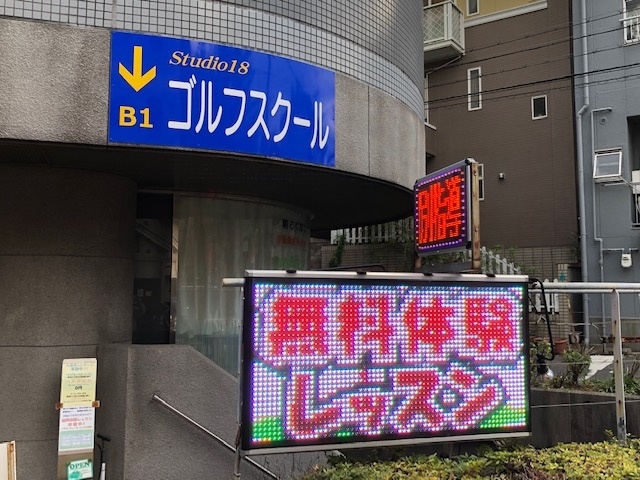 Studio18
B1
ゴルフスクール
無料体験
レッスン
OPEN